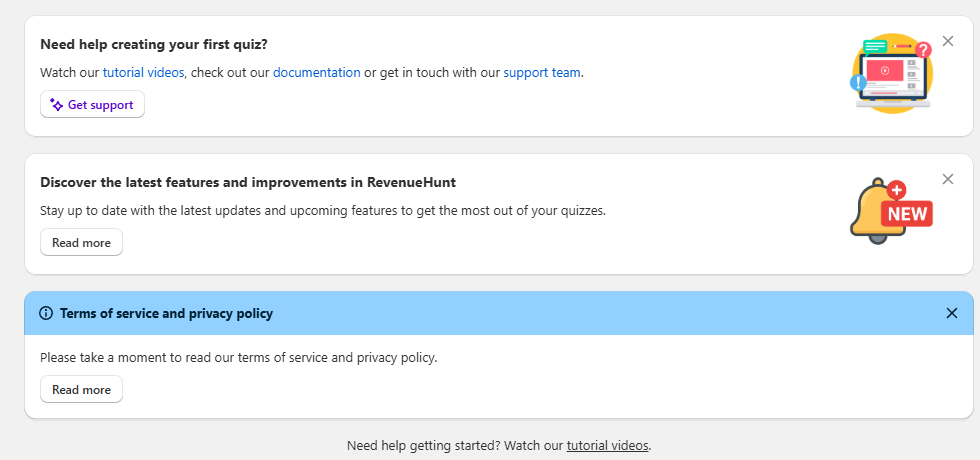 Need help creating your first quiz?
Watch our tutorial videos, check out our documentation or get in touch with our support team.
Get support
Discover the latest features and improvements in RevenueHunt
Stay up to date with the latest updates and upcoming features to get the most out of your quizzes.
NEW
Read more
Terms of service and privacy policy
Please take a moment to read our terms of service and privacy policy.
Read more
Need help getting started? Watch our tutorial videos.